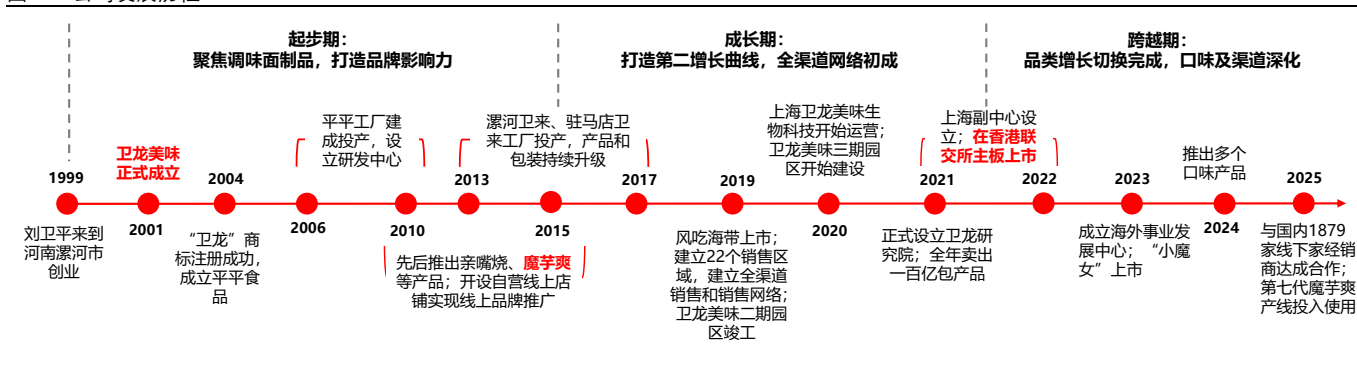 起步期：
聚焦调味面制品，打造品牌影响力
成长期：
打造第二增长曲线，全渠道网络初成
跨越期：
品类增长切换完成，口味及渠道深化
1999
刘卫平来到
河南漯河市
创业
卫龙美味
正式成立
2001
2004
“卫龙”商
标注册成功，
成立平平食
品
平平工厂建
成投产，设
立研发中心
2006
2010
漯河卫来、驻马店卫
来工厂投产，产品和
包装持续升级
2013
2015
先后推出亲嘴烧、魔芋爽
等产品；开设自营线上店
铺实现线上品牌推广
2017
2019
风吃海带上市；
建立22个销售区
域，建立全渠道
销售和销售网络；
卫龙美味二期园
区竣工
上海卫龙美味生
物科技开始运营；
卫龙美味三期园
区开始建设
2020
2021
正式设立卫龙研
究院；全年卖出
一百亿包产品
上海副中心设
立；在香港联
交所主板上市
2022
2023
成立海外事业发
展中心；“小魔
女”上市
推出多个
口味产品
2024
2025
与国内1879
家线下家经销
商达成合作；
第七代魔芋爽
产线投入使用